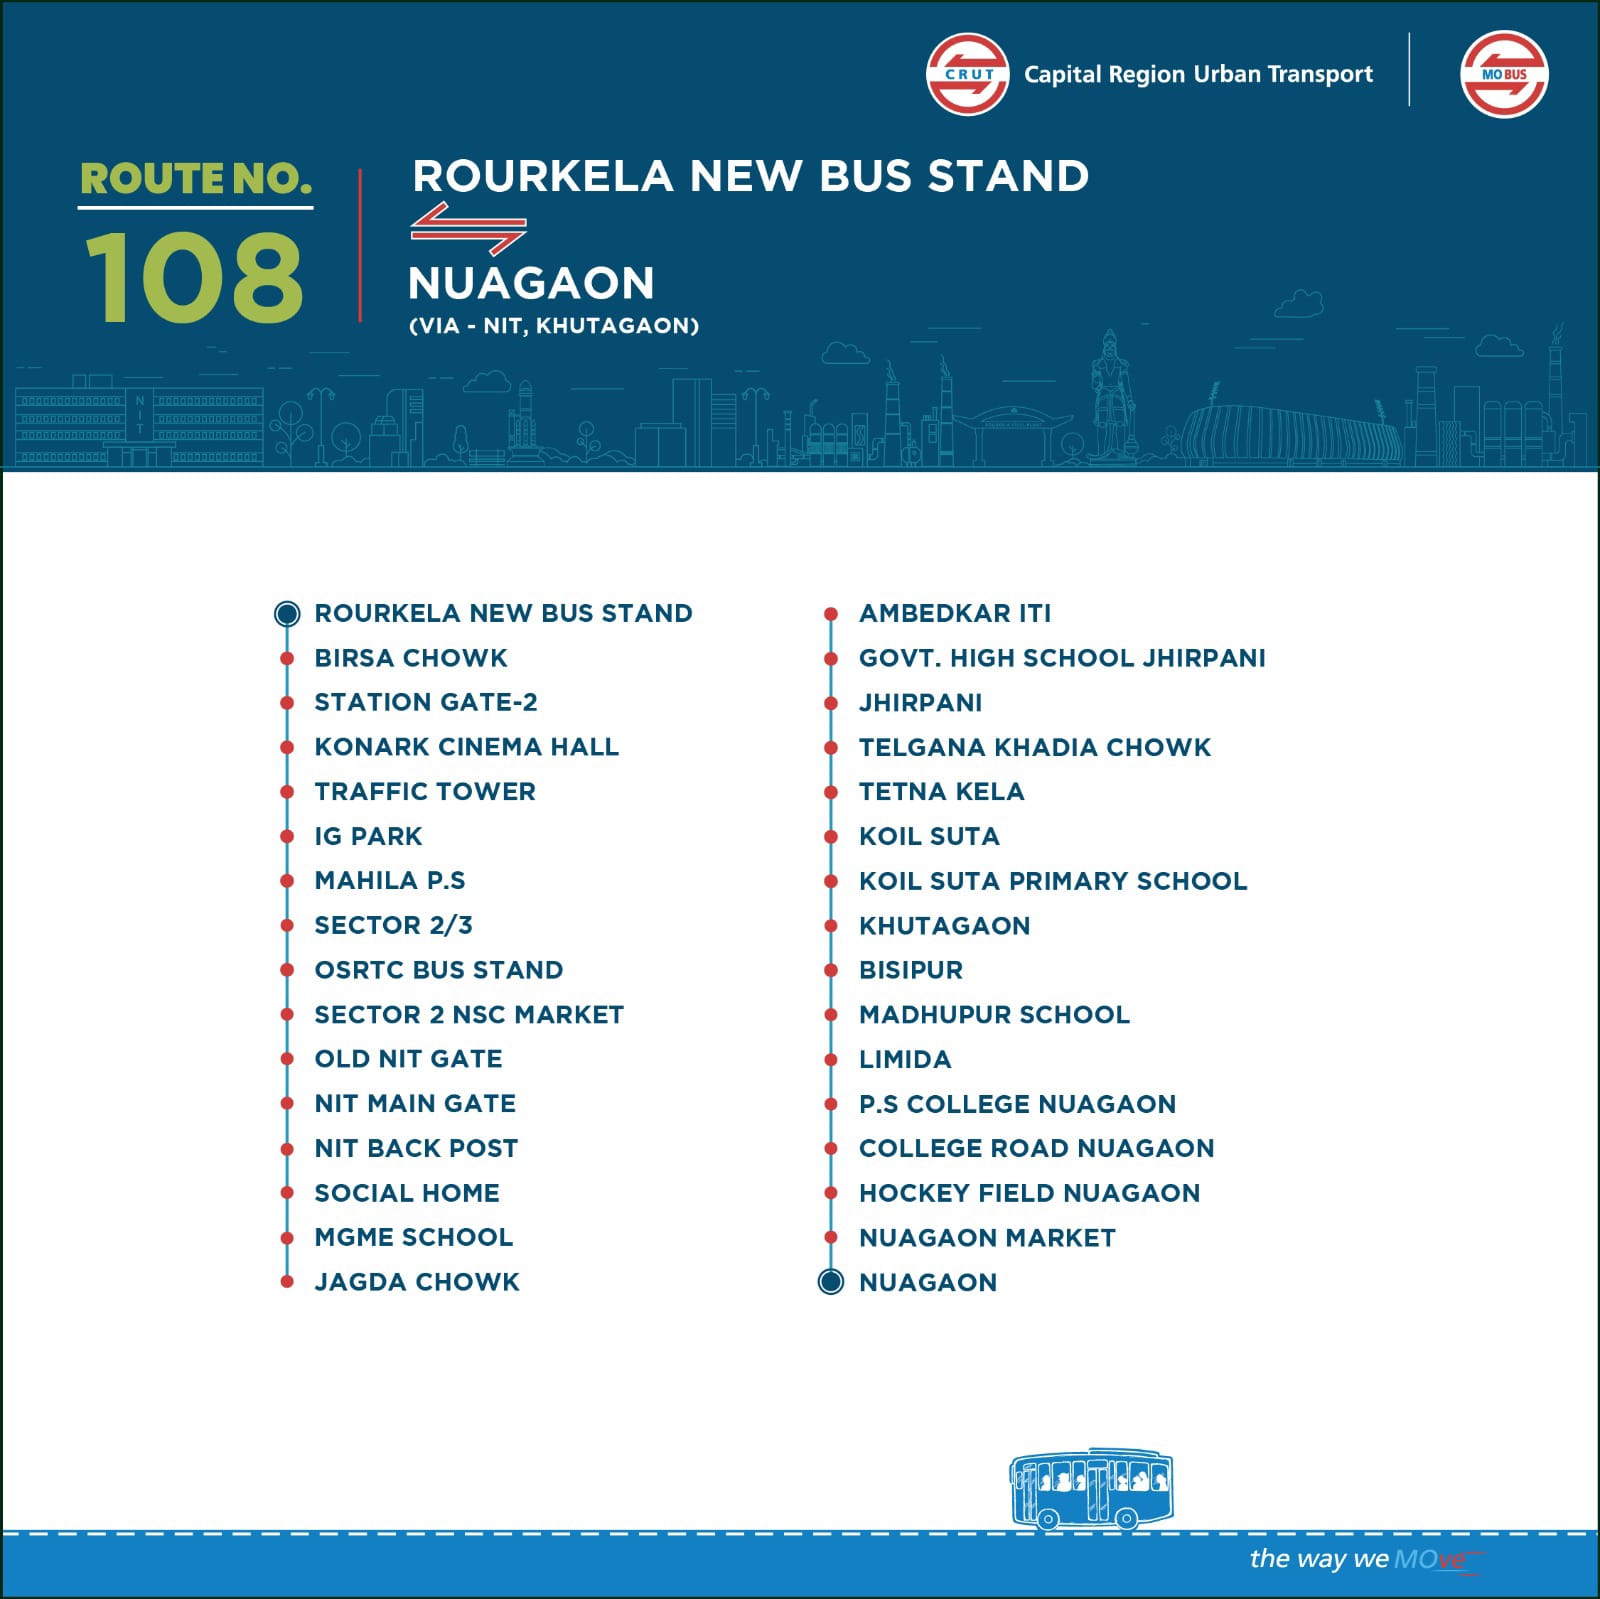 CRUT
Capital Region Urban Transport
MO BUS
ROUTE NO.
108
ROURKELA NEW BUS STAND
NUAGAON
(VIA - NIT, KHUTAGAON)
NIT
ROURKELA NEW BUS STAND
BIRSA CHOWK
STATION GATE-2
KONARK CINEMA HALL
TRAFFIC TOWER
IG PARK
MAHILA P.S
SECTOR 2/3
OSRTC BUS STAND
SECTOR 2 NSC MARKET
OLD NIT GATE
NIT MAIN GATE
NIT BACK POST
SOCIAL HOME
MGME SCHOOL
JAGDA CHOWK
AMBEDKAR ITI
GOVT. HIGH SCHOOL JHIRPANI
JHIRPANI
TELGANA KHADIA CHOWK
TETNA KELA
KOIL SUTA
KOIL SUTA PRIMARY SCHOOL
KHUTAGAON
BISIPUR
MADHUPUR SCHOOL
LIMIDA
P.S COLLEGE NUAGAON
COLLEGE ROAD NUAGAON
HOCKEY FIELD NUAGAON
NUAGAON MARKET
NUAGAON
the way we MOve